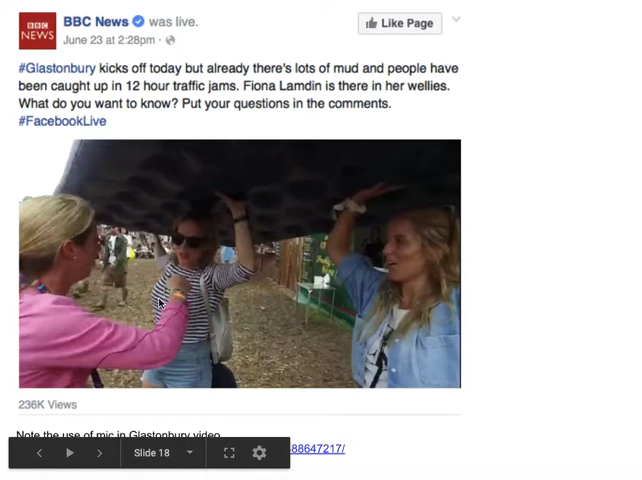 BBC NEWS
BBC News was live.
June 23 at 2:28pm
Like Page
#Glastonbury kicks off today but already there's lots of mud and people have
been caught up in 12 hour traffic jams. Fiona Lamdin is there in her wellies.
What do you want to know? Put your questions in the comments.
#FacebookLive
236K Views
Note the use of mic in Glastonbury video
88647217/
Slide 18